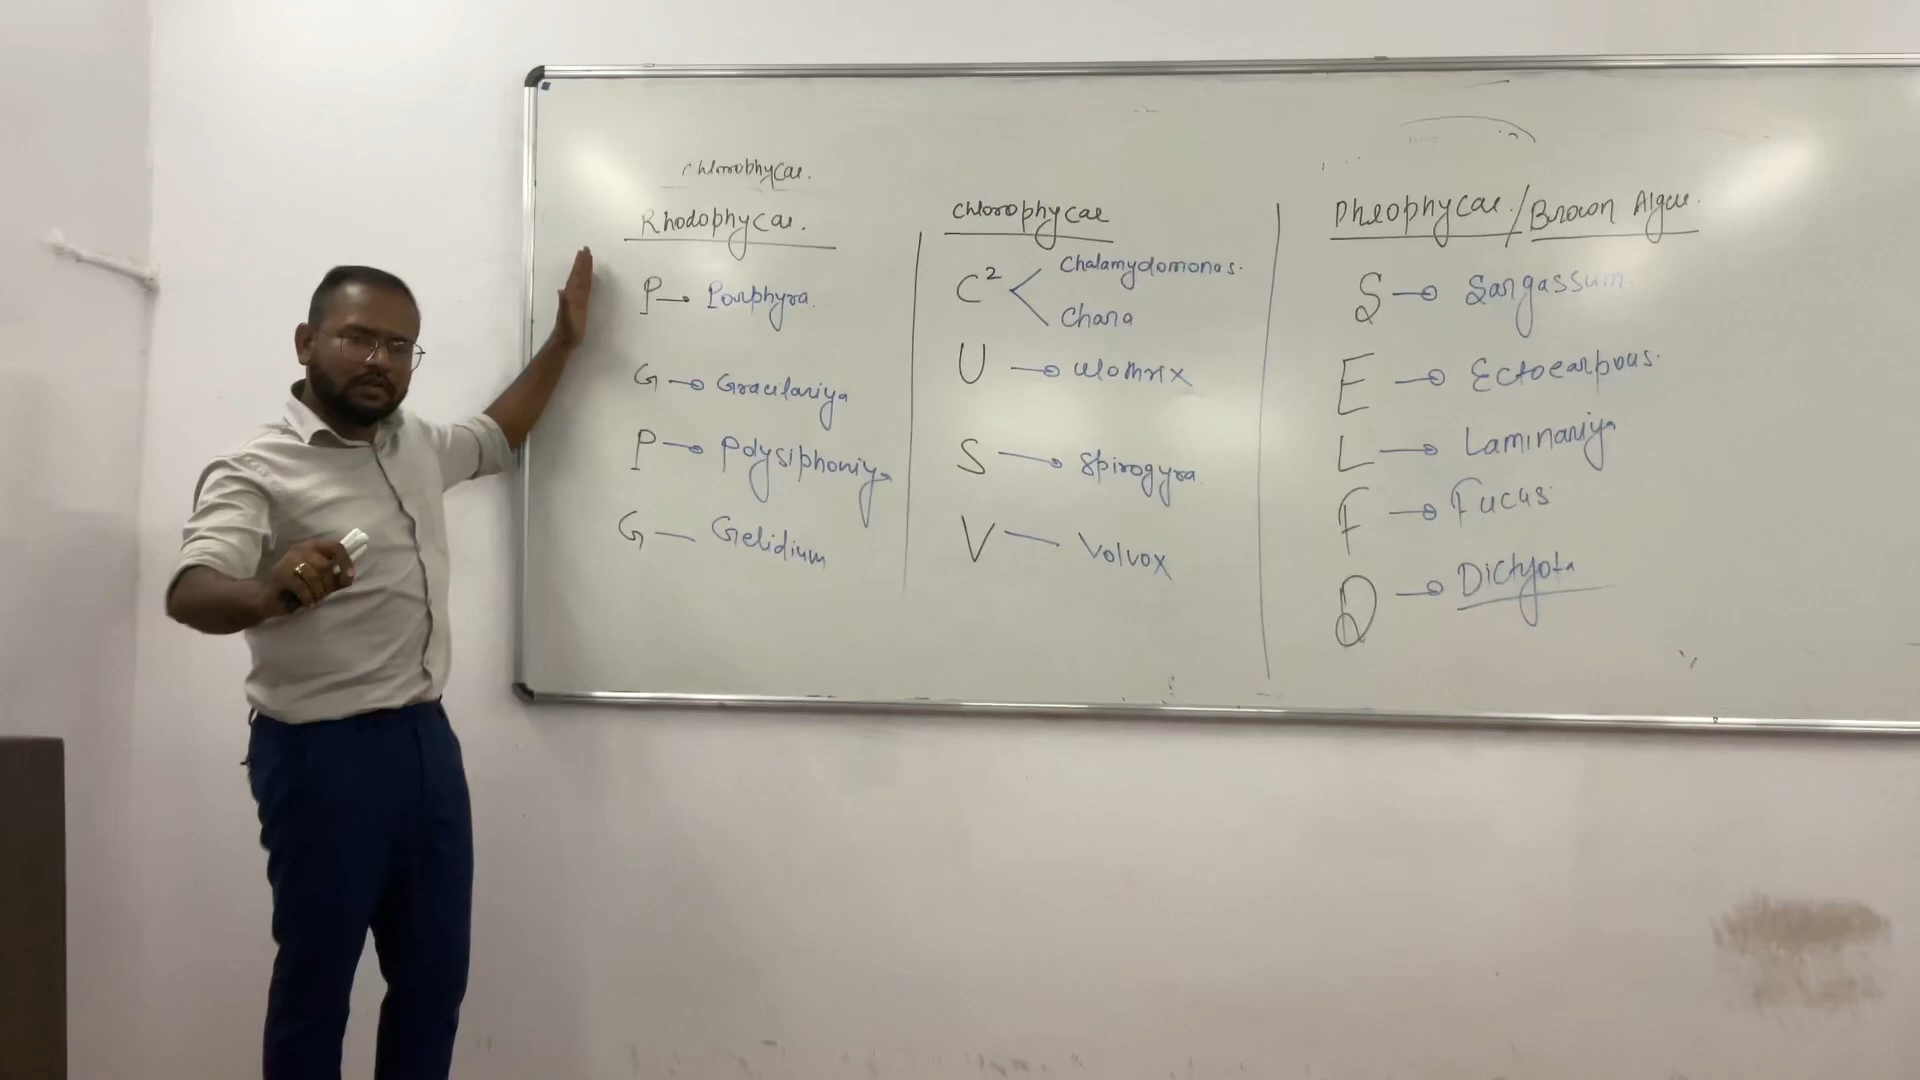 Chlorophycae.
Rhodophycae.
P → Porphyra.
G → Gracilariya
P → Polysiphoniya
G — Gelidium
Chlorophycae
C² < Chalamydomonas.
Chara
U → Ulothrix
S → Spirogyra.
V — Volvox
Pheophycae / Brown Algae.
S → Sargassum.
E → Ectocarpous.
L → Laminariya
F → Fucus
D → Dictyota